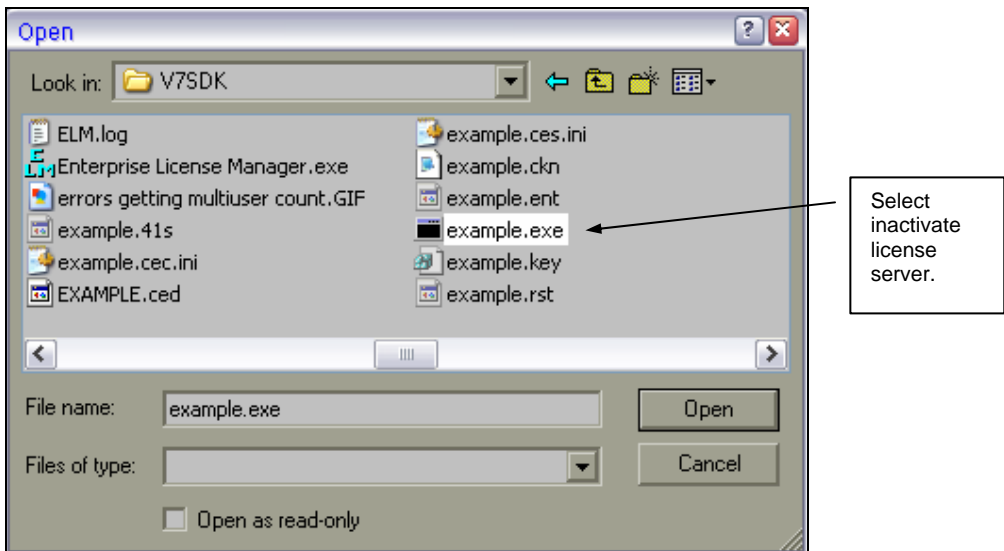 Open
Look in: V7SDK
ELM.log
Enterprise License Manager.exe
errors getting multiuser count.GIF
example.41s
example.cec.ini
EXAMPLE.ced
example.ces.ini
example.ckn
example.ent
example.exe
example.key
example.rst
Select
inactivate
license
server.
File name: example.exe
Open
Files of type:
Cancel
Open as read-only